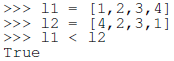 >>> l1 = [1,2,3,4]
>>> l2 = [4,2,3,1]
>>> l1 < l2
True